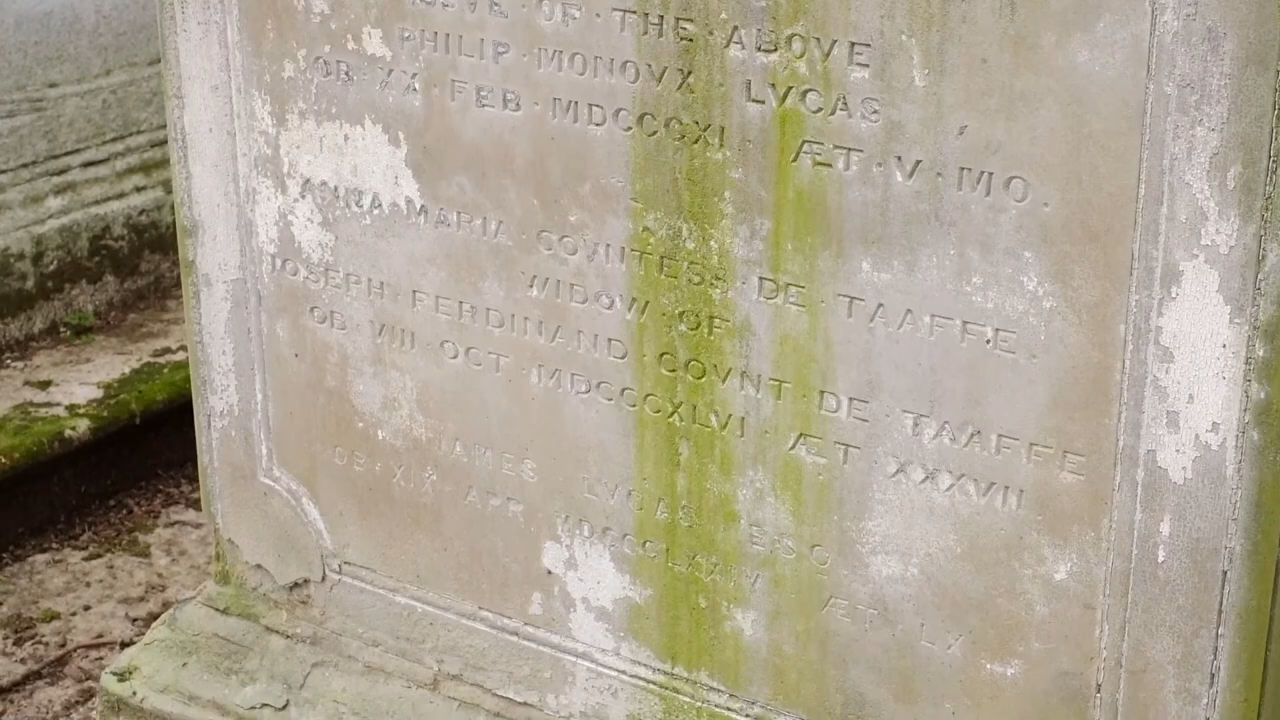 OF · THE · ABOVE
PHILIP · MONOVX · LVCAS
OB · XX · FEB · MDCCCXI · ÆT · V · MO.
ANNA · MARIA · COVNTESS · DE · TAAFFE.
WIDOW · OF
JOSEPH · FERDINAND · COVNT · DE · TAAFFE
OB · VIII · OCT · MDCCCXLVI · ÆT · XXXVII
JAMES LVCAS ESQ
OB · XIX APR MDCCCLXXIV ÆT LX